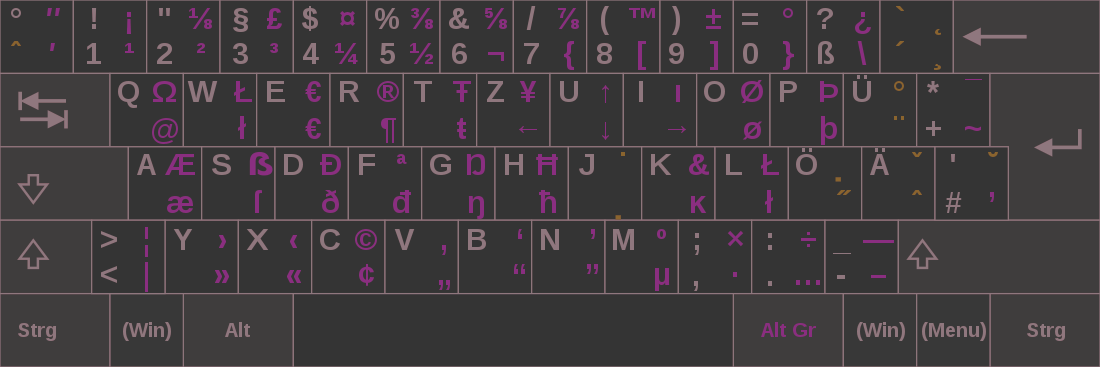 ° ″ ! ¡ " ⅛ § £ $ ¤ % ⅜ & ⅝ / ⅞ ( ™ ) ± = ° ? ¿ ` ˛
ˆ ′ 1 ¹ 2 ² 3 ³ 4 ¼ 5 ½ 6 ¬ 7 { 8 [ 9 ] 0 } ß \ ´ ¸
Q Ω W Ł E € R ® T Ŧ Z ¥ U ↑ I ı O Ø P Þ Ü ° * ¯
@ ł € ¶ ŧ ← ↓ → ø þ ¨ + ~
A Æ S ẞ D Ð F ª G Ŋ H Ħ J ˙ K & L Ł Ö . Ä ˇ ' ˘
æ ſ ð đ ŋ ħ . ĸ ł ˝ ˆ # ’
> ¦ Y › X ‹ C © V ‚ B ‘ N ’ M º ; × : ÷ _ —
< | » « ¢ „ “ ” µ , · . … - –
Strg (Win) Alt Alt Gr (Win) (Menu) Strg